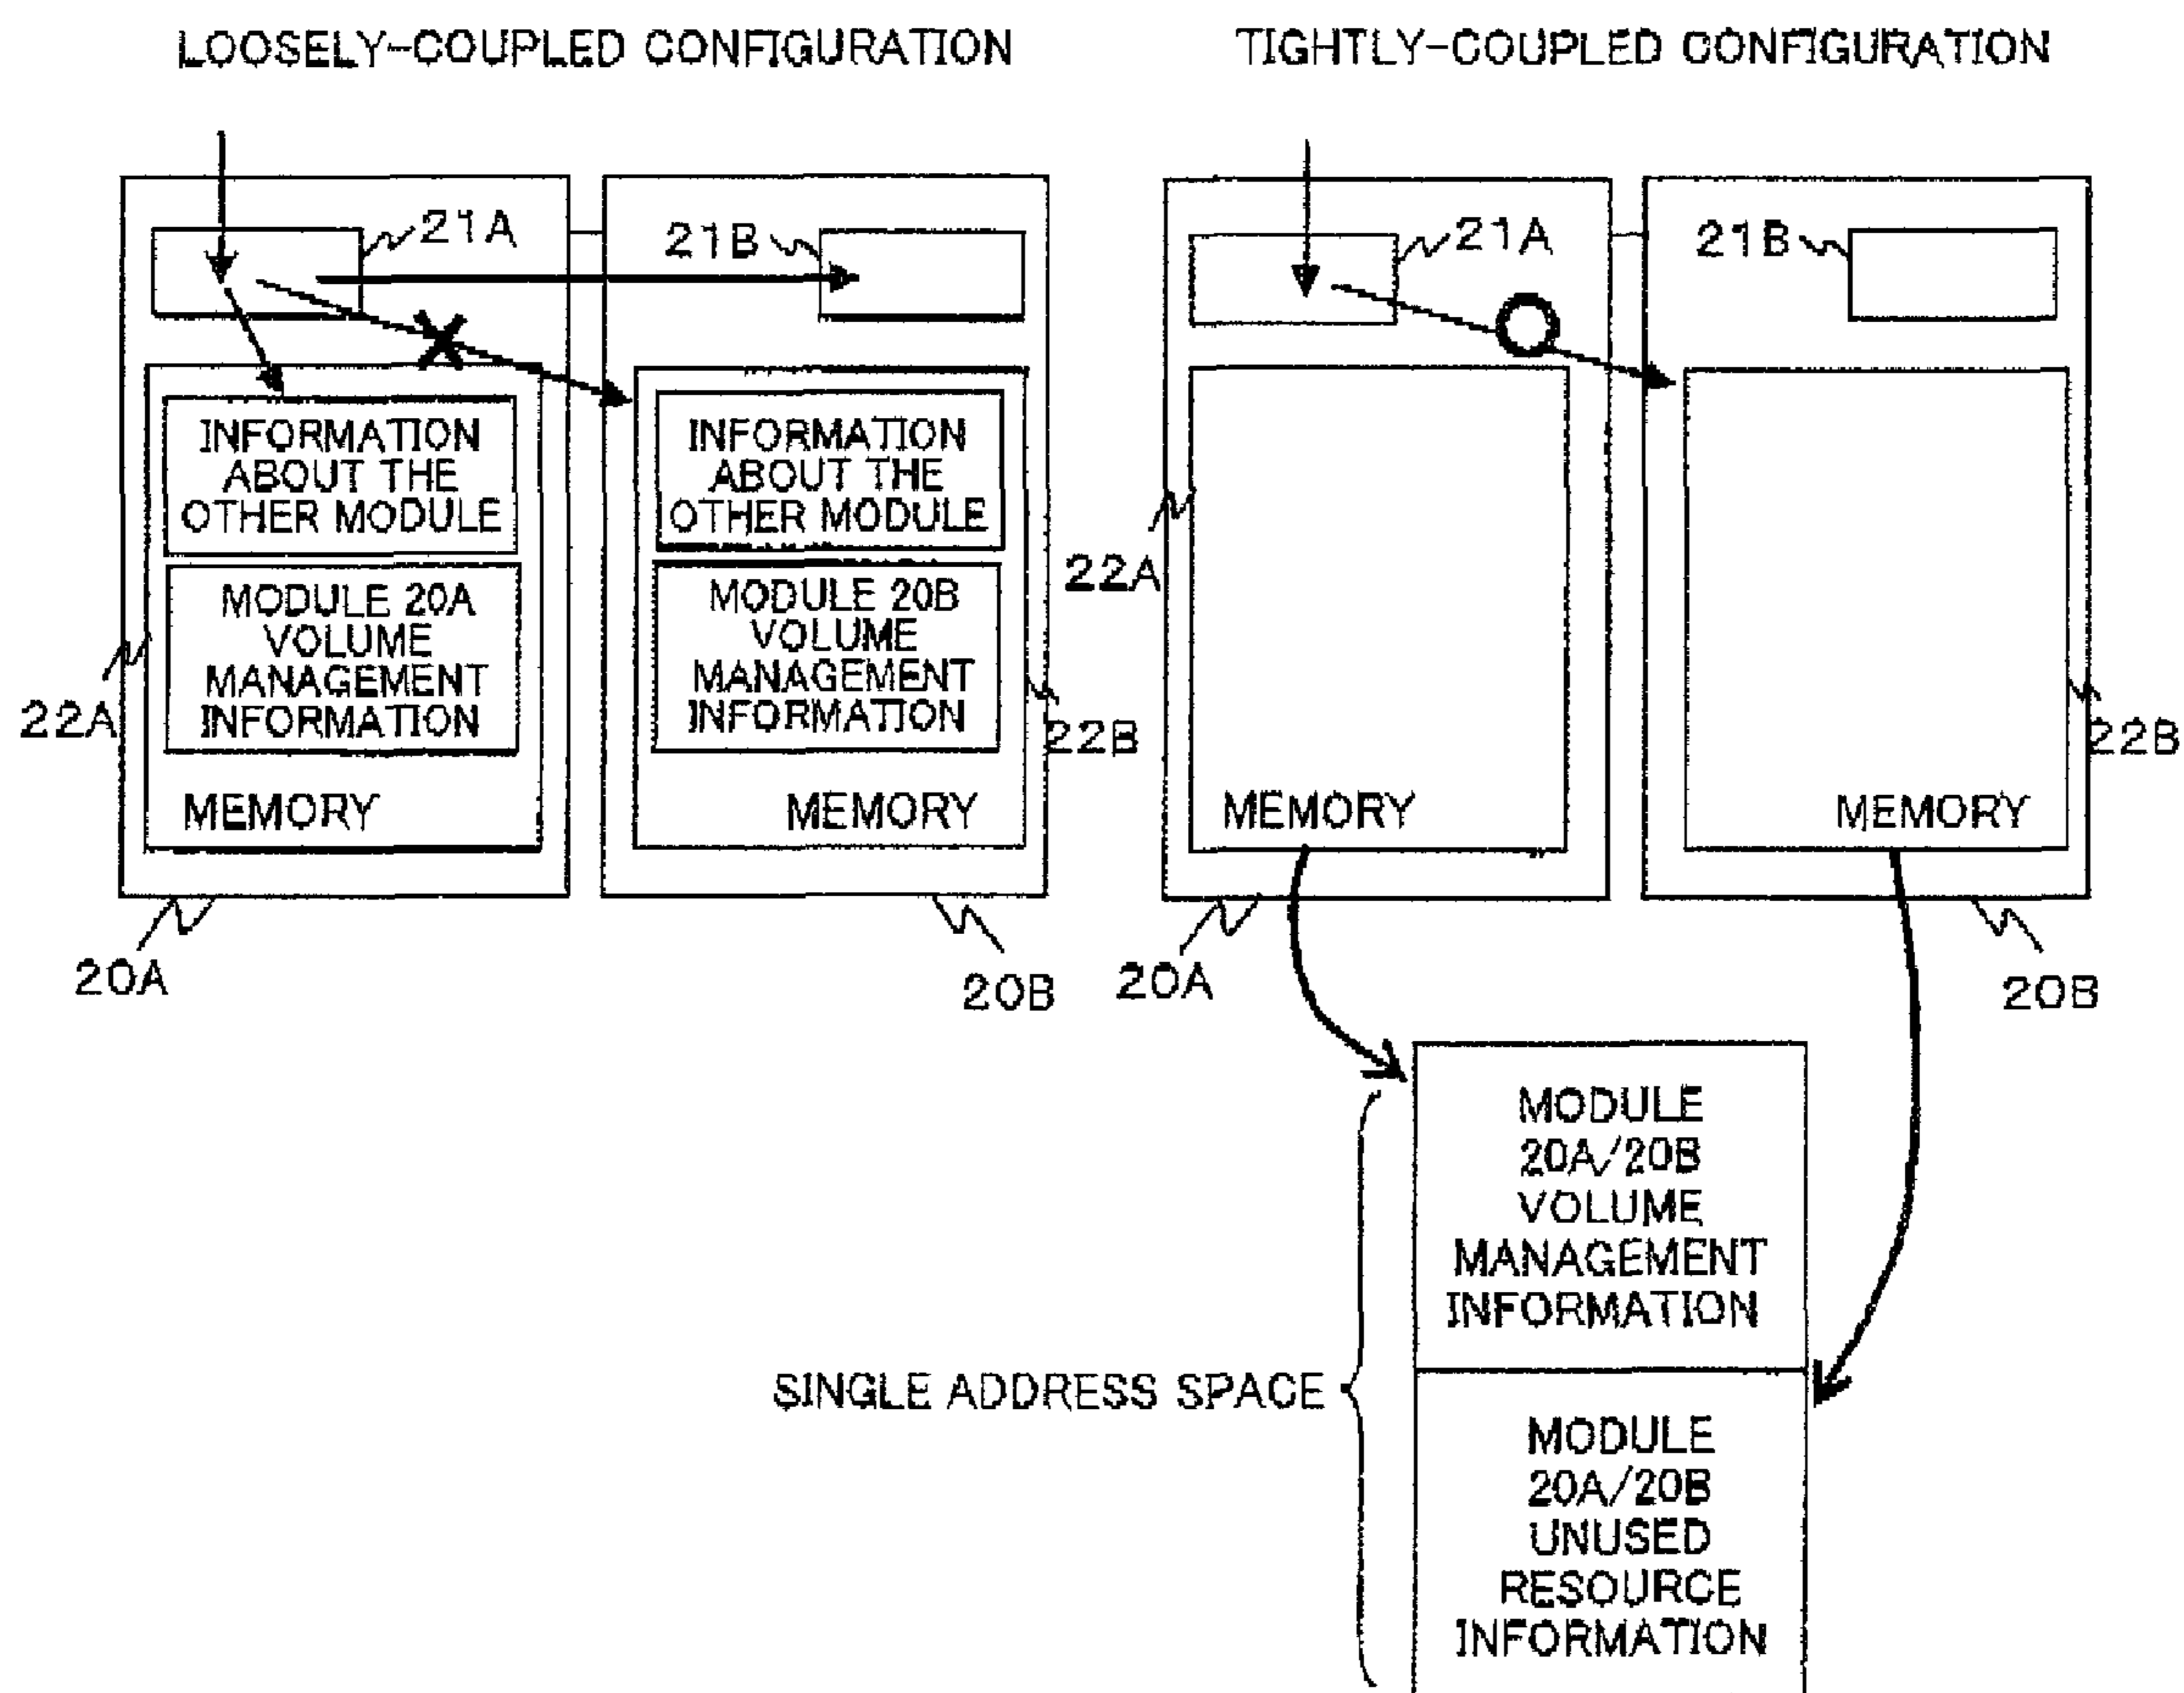 LOOSELY-COUPLED CONFIGURATION
21A
21B
INFORMATION
ABOUT THE
OTHER MODULE
MODULE 20A
VOLUME
MANAGEMENT
INFORMATION
MEMORY
22A
20A
INFORMATION
ABOUT THE
OTHER MODULE
MODULE 20B
VOLUME
MANAGEMENT
INFORMATION
MEMORY
22B
20B
TIGHTLY-COUPLED CONFIGURATION
21A
21B
22A
MEMORY
20A
22B
MEMORY
20B
SINGLE ADDRESS SPACE
MODULE
20A/20B
VOLUME
MANAGEMENT
INFORMATION
MODULE
20A/20B
UNUSED
RESOURCE
INFORMATION